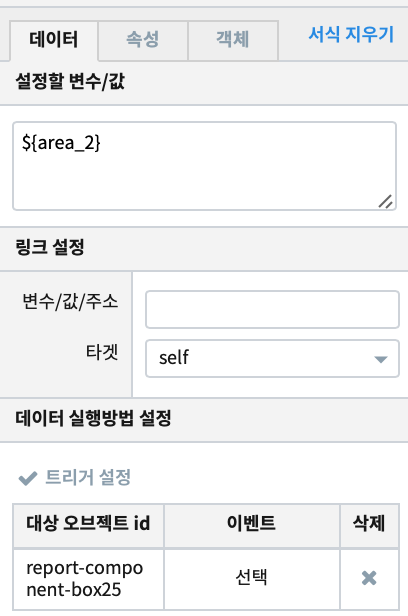 데이터 속성 객체 서식 지우기
설정할 변수/값
${area_2}
링크 설정
변수/값/주소
타겟 self
데이터 실행방법 설정
트리거 설정
대상 오브젝트 id 이벤트 삭제
report-compo
nent-box25 선택